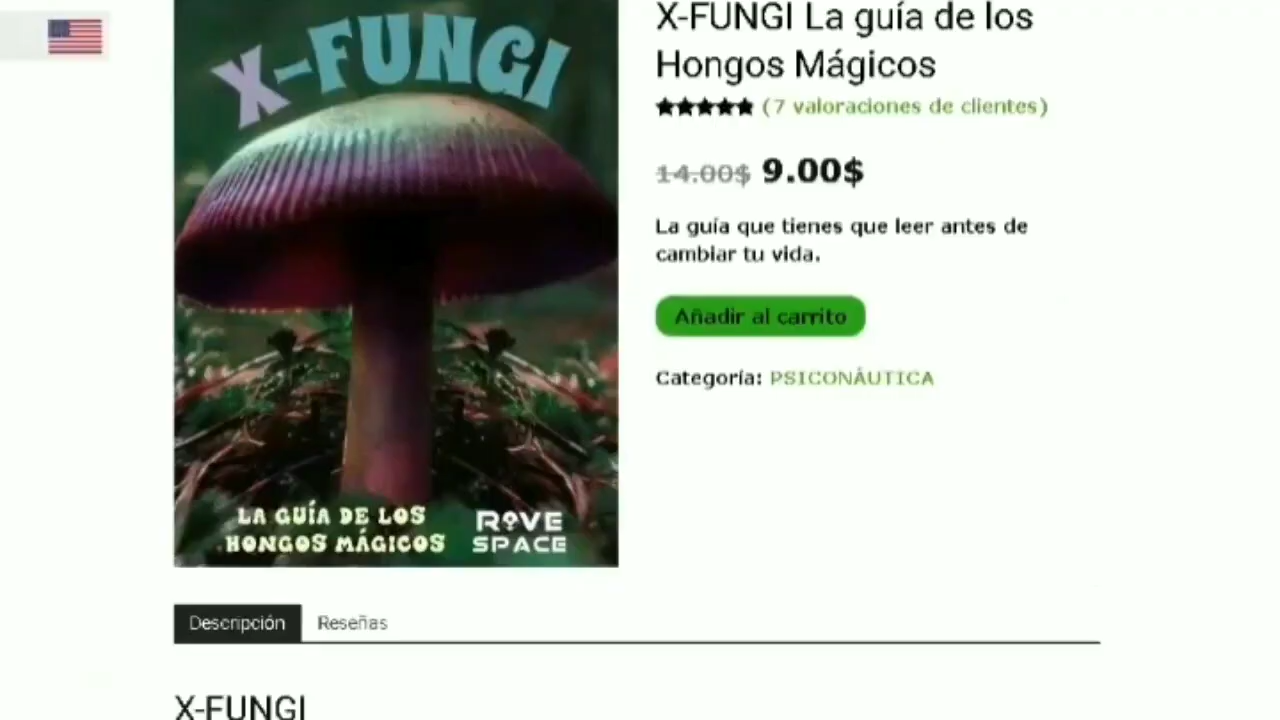 X-FUNGI
LA GUÍA DE LOS
HONGOS MÁGICOS
ROVE
SPACE
X-FUNGI La guía de los
Hongos Mágicos
(7 valoraciones de clientes)
14.00$ 9.00$
La guía que tienes que leer antes de
cambiar tu vida.
Añadir al carrito
Categoría: PSICONÁUTICA
Descripción Reseñas
X-FUNGI